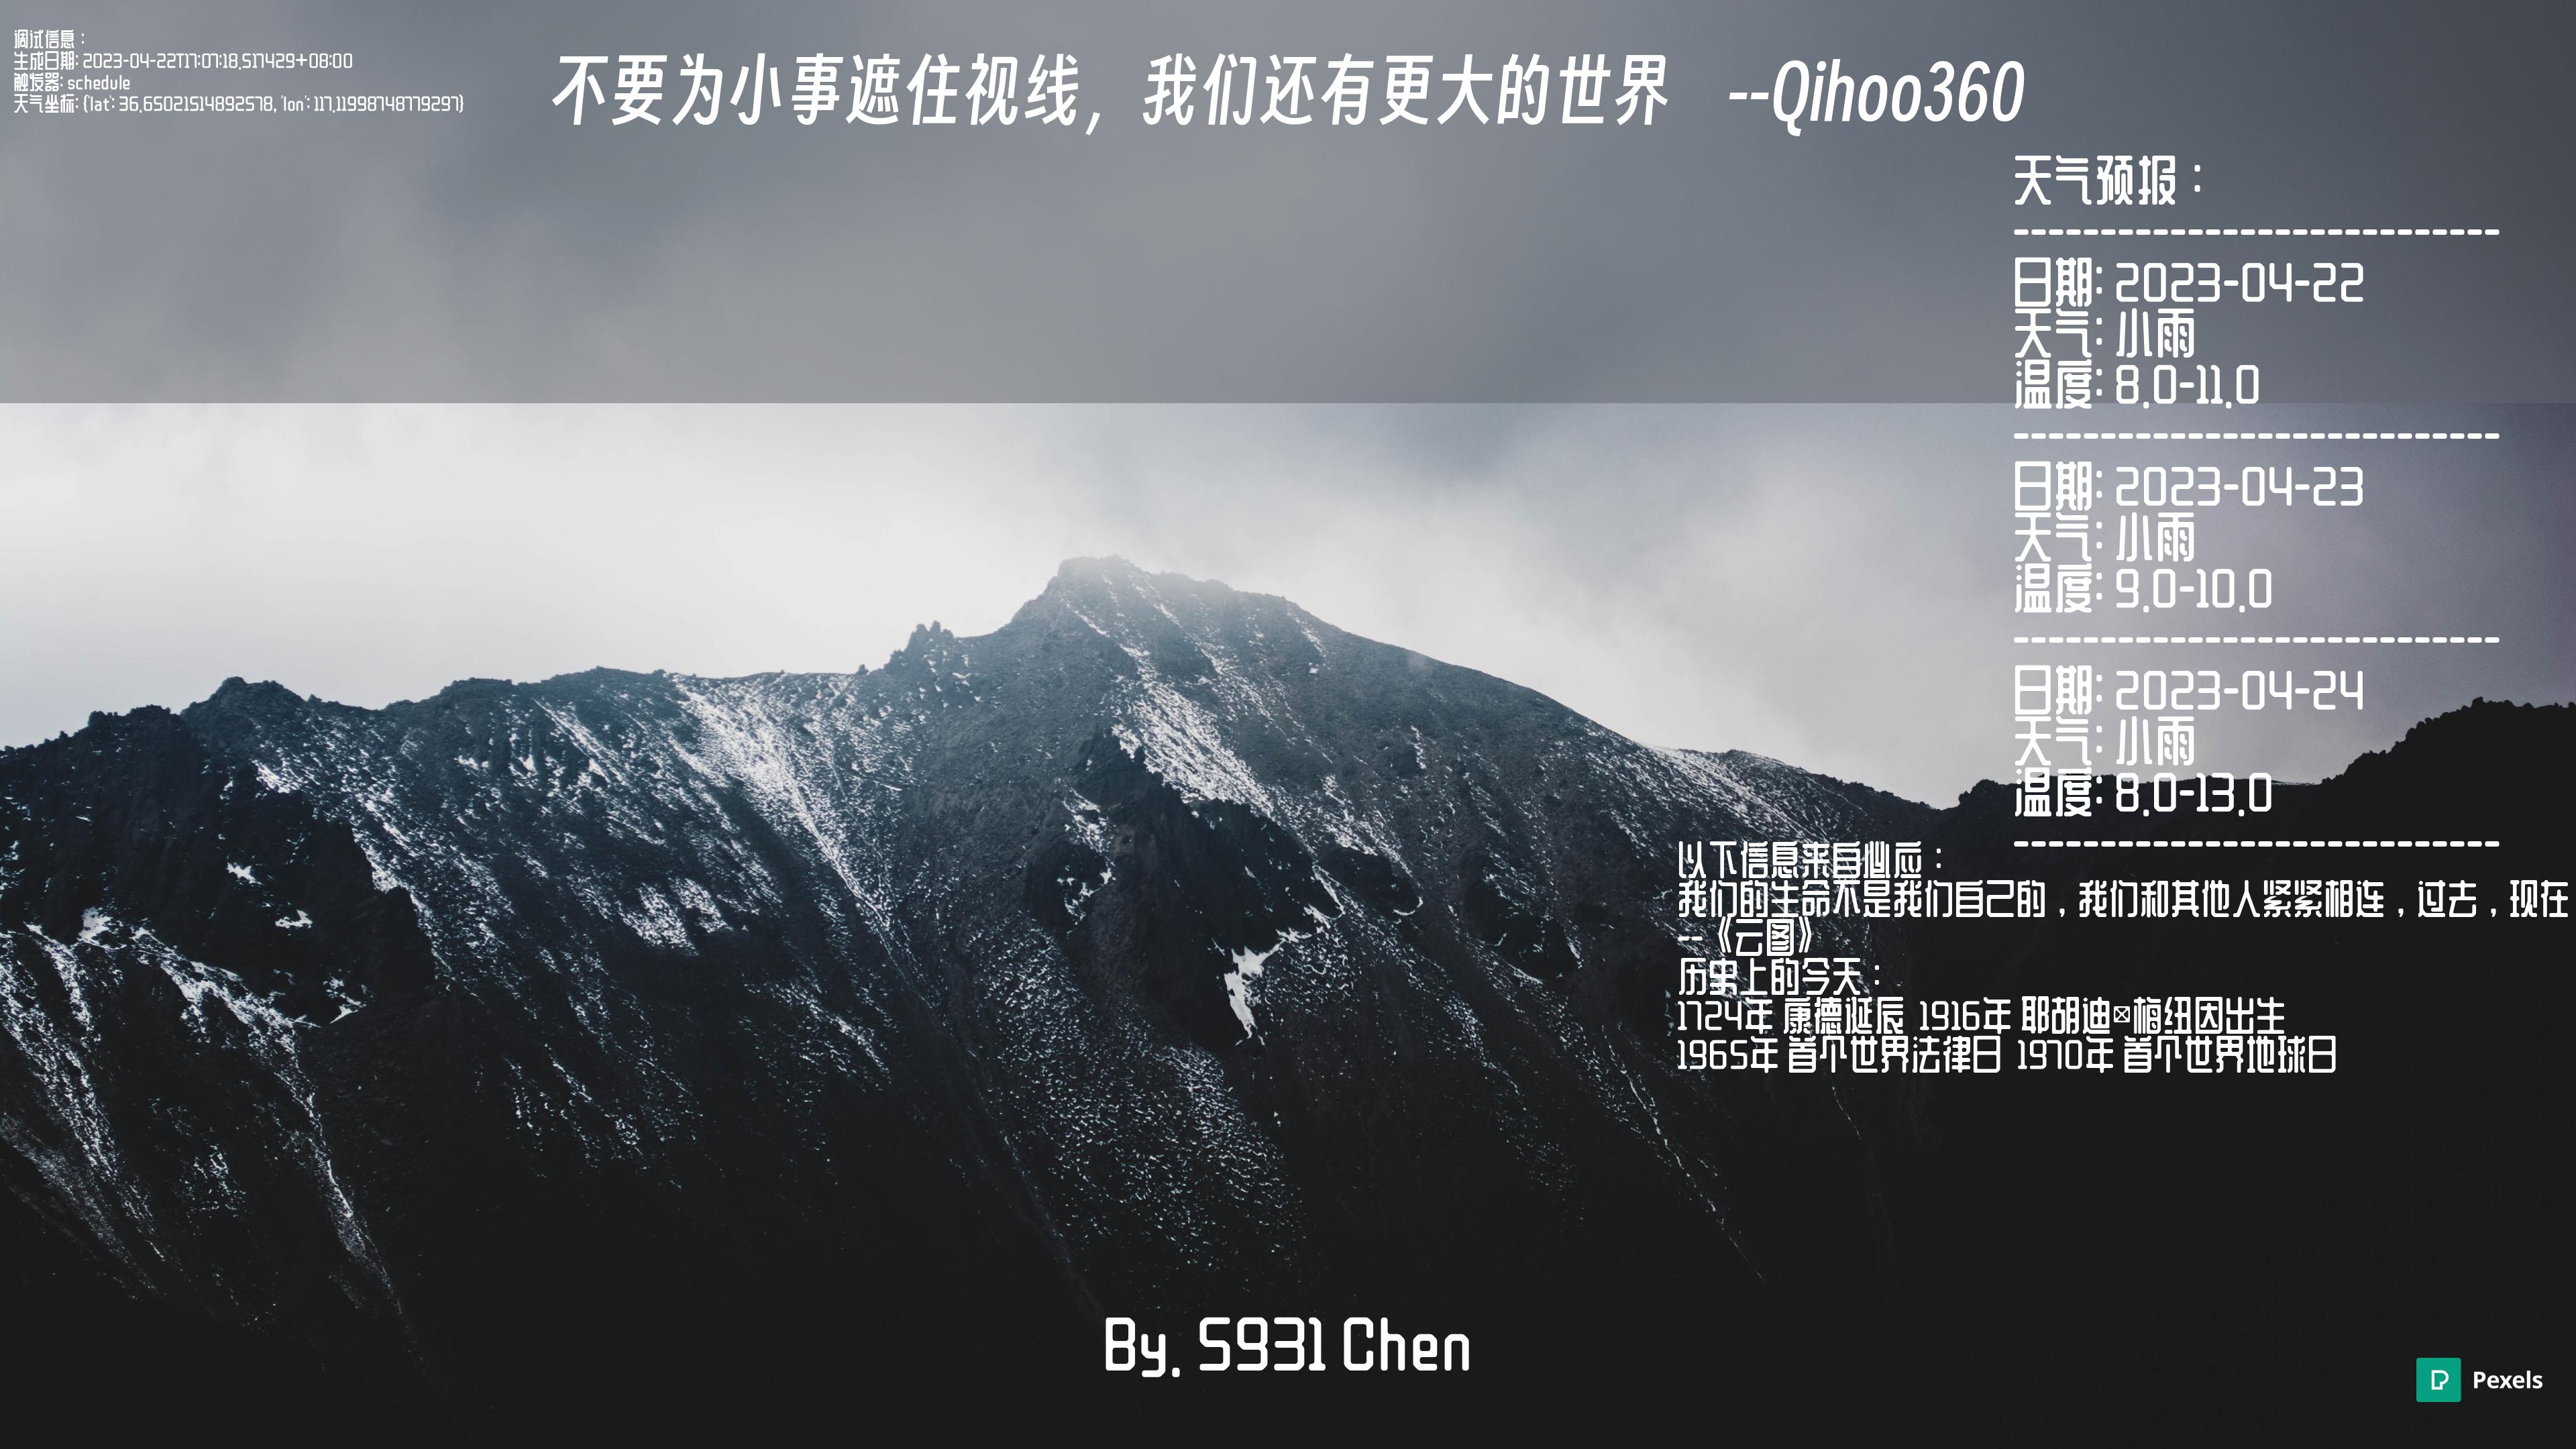 调试信息：
生成日期: 2023-04-22T17:07:18.517429+08:00
触发器: schedule
天气坐标: {'lat': 36.65021514892578, 'lon': 117.11998748779297}
不要为小事遮住视线，我们还有更大的世界 --Qihoo360
天气预报：
----------------------------
日期: 2023-04-22
天气: 小雨
温度: 8.0-11.0
----------------------------
日期: 2023-04-23
天气: 小雨
温度: 9.0-10.0
----------------------------
日期: 2023-04-24
天气: 小雨
温度: 8.0-13.0
----------------------------
以下信息来自必应：
我们的生命不是我们自己的，我们和其他人紧紧相连，过去，现在
--《云图》
历史上的今天：
1724年 康德诞辰 1916年 耶胡迪☒梅纽因出生
1965年 首个世界法律日 1970年 首个世界地球日
By. 5931 Chen
Pexels